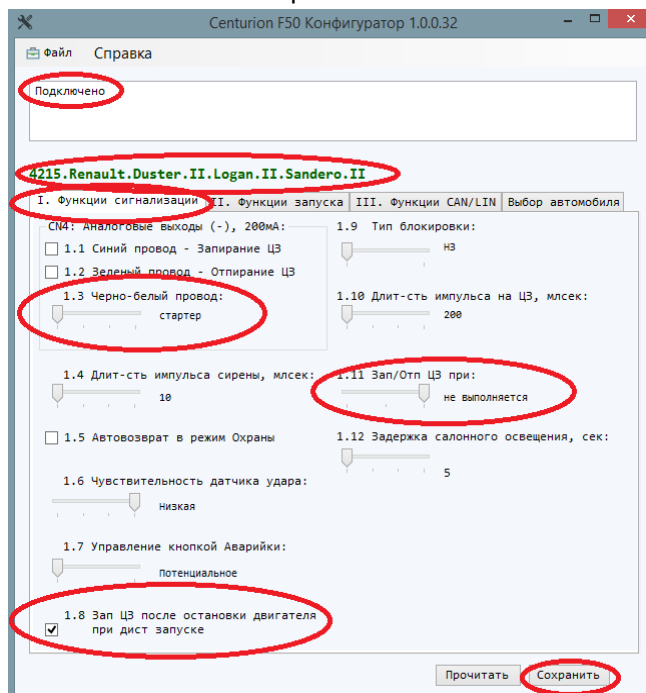 Centurion F50 Конфигуратор 1.0.0.32
Файл Справка
Подключено
4215.Renault.Duster.II.Logan.II.Sandero.II
I. Функции сигнализации II. Функции запуска III. Функции CAN/LIN Выбор автомобиля
CN4: Аналоговые выходы (-), 200мА:
1.1 Синий провод - Запирание ЦЗ
1.2 Зеленый провод - Отпирание ЦЗ
1.3 Черно-белый провод:
стартер
1.4 Длит-сть импульса сирены, млсек:
10
1.5 Автовозврат в режим Охраны
1.6 Чувствительность датчика удара:
Низкая
1.7 Управление кнопкой Аварийки:
Потенциальное
1.8 Зап ЦЗ после остановки двигателя
при дист запуске
1.9 Тип блокировки:
НЗ
1.10 Длит-сть импульса на ЦЗ, млсек:
200
1.11 Зап/Отп ЦЗ при:
не выполняется
1.12 Задержка салонного освещения, сек:
5
Прочитать Сохранить